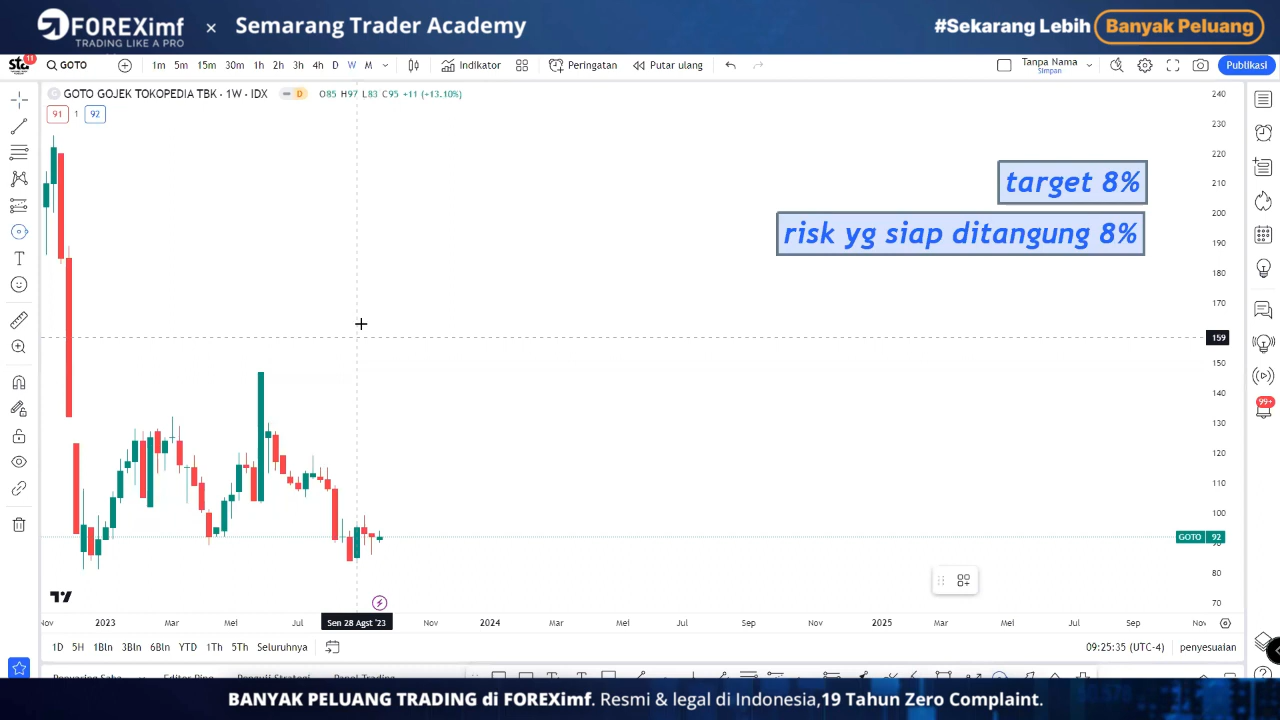 FOREXimf
TRADING LIKE A PRO
×
Semarang Trader Academy
#Sekarang Lebih Banyak Peluang
sta 11
GOTO
1m 5m 15m 30m 1h 2h 3h 4h D W M
Indikator
Peringatan
Putar ulang
Tanpa Nama
Simpan
Publikasi
GOTO GOJEK TOKOPEDIA TBK · 1W · IDX
D
O85 H97 L83 C95 +11 (+13.10%)
91 1 92
target 8%
risk yg siap ditangung 8%
240
230
220
210
200
190
180
170
159
150
140
130
120
110
100
GOTO 92
80
70
99+
Nov 2023 Mar Mei Jul Sen 28 Agst '23 Nov 2024 Mar Mei Jul Sep Nov 2025 Mar Mei Jul Sep
1D 5H 1Bln 3Bln 6Bln YTD 1Th 5Th Seluruhnya
09:25:35 (UTC-4)
penyesuaian
BANYAK PELUANG TRADING di FOREXimf. Resmi & legal di Indonesia,19 Tahun Zero Complaint.